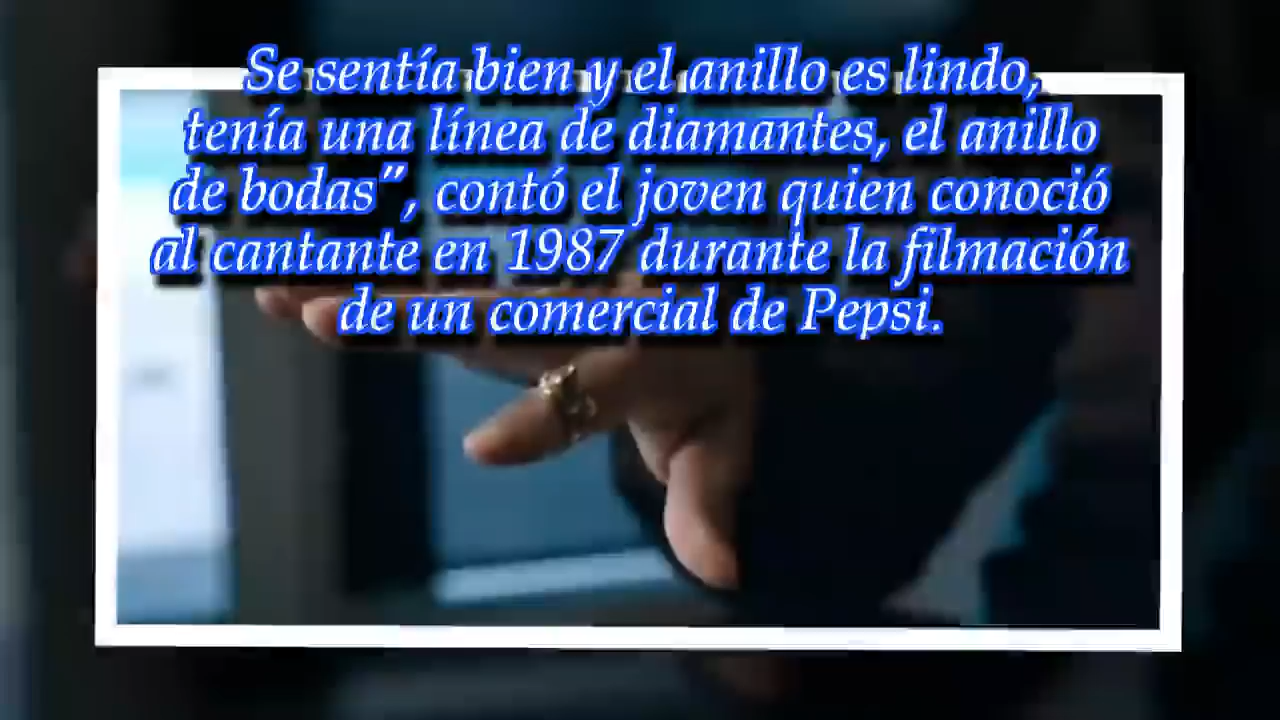 Se sentía bien y el anillo es lindo,
tenía una línea de diamantes, el anillo
de bodas”, contó el joven quien conoció
al cantante en 1987 durante la filmación
de un comercial de Pepsi.